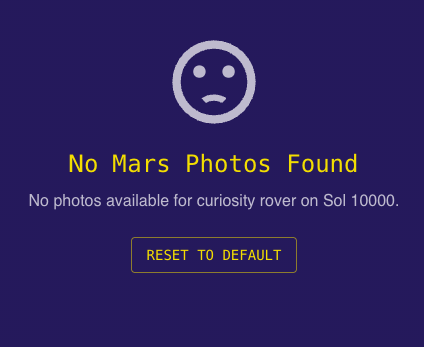 No Mars Photos Found
No photos available for curiosity rover on Sol 10000.
RESET TO DEFAULT